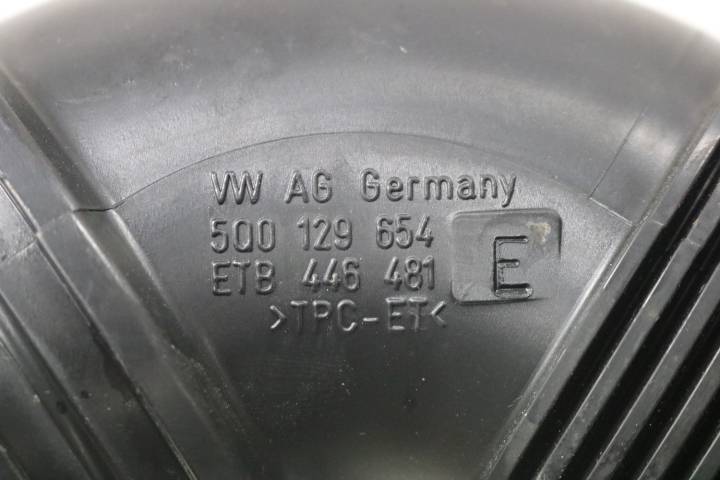 VW AG Germany
5Q0 129 654
ETB 446 481 E
>TPC-ET<